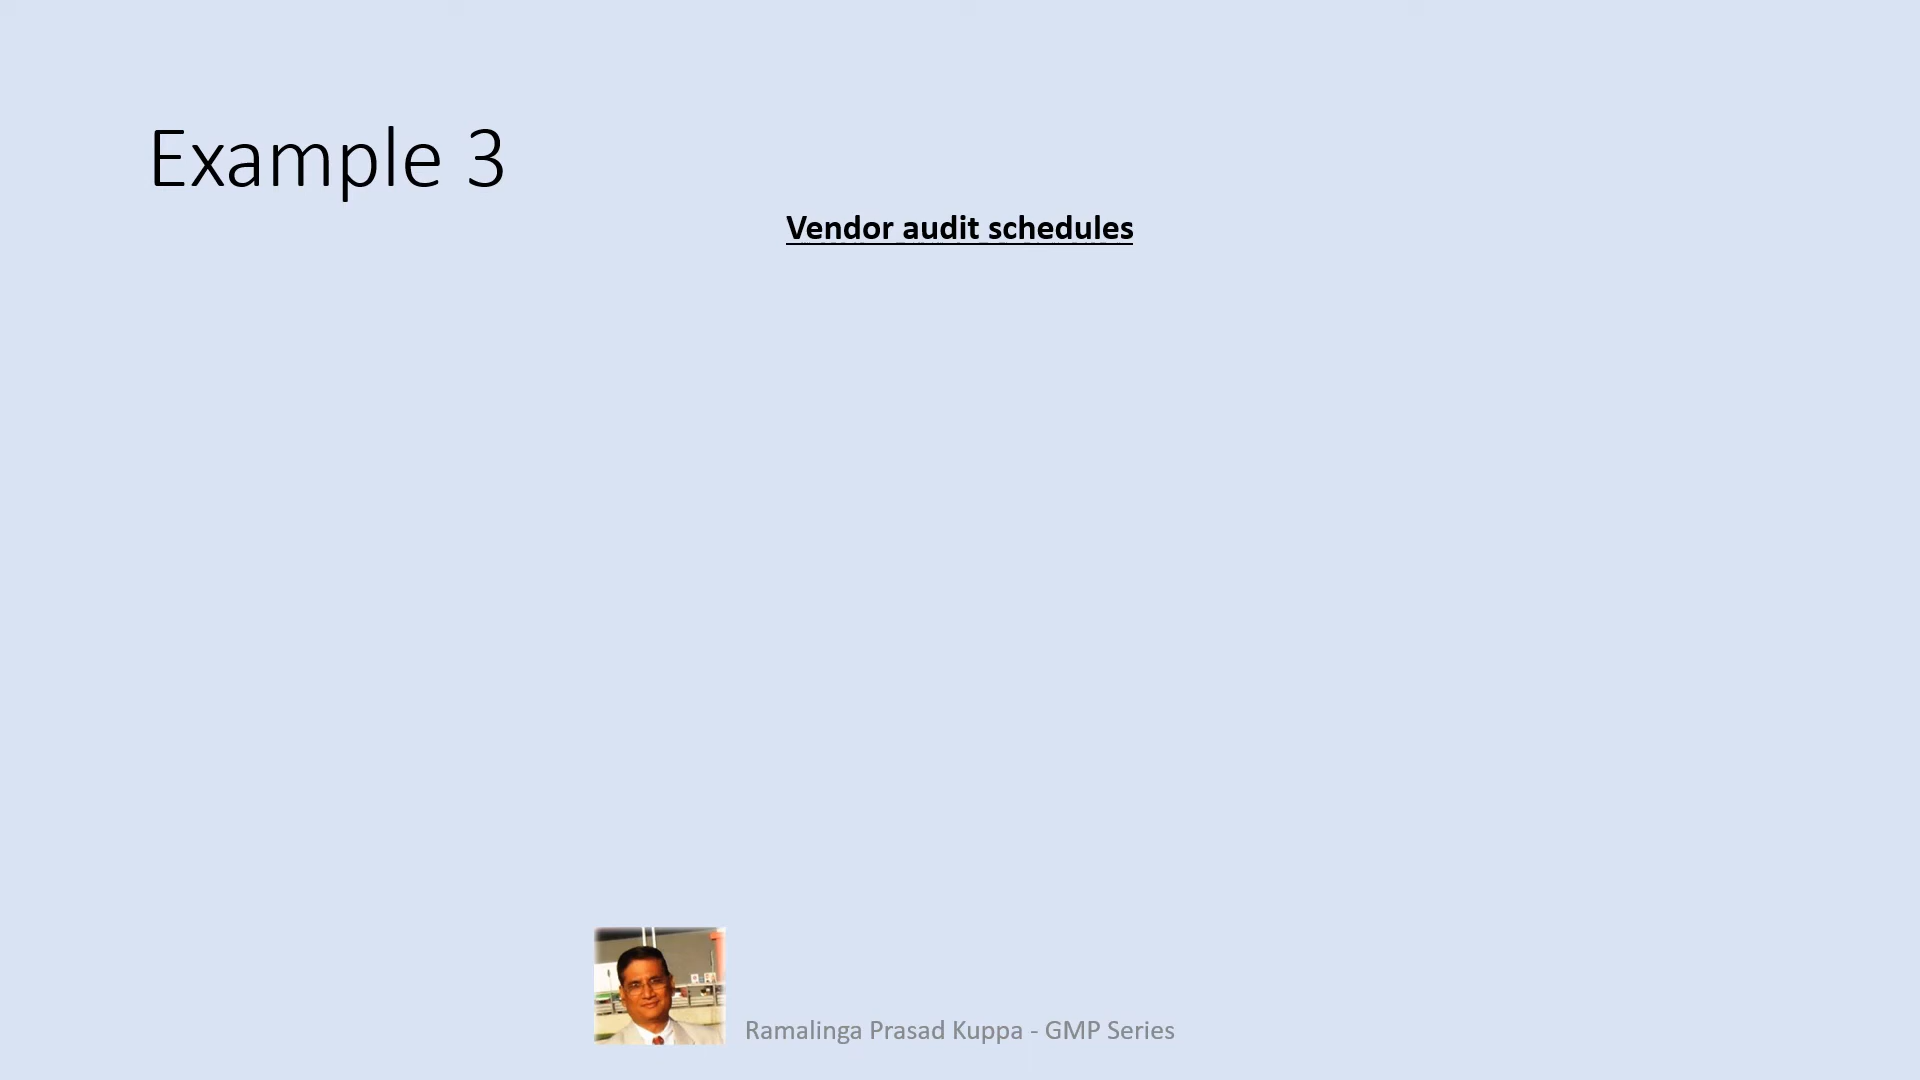 Example 3
Vendor audit schedules
Ramalinga Prasad Kuppa - GMP Series